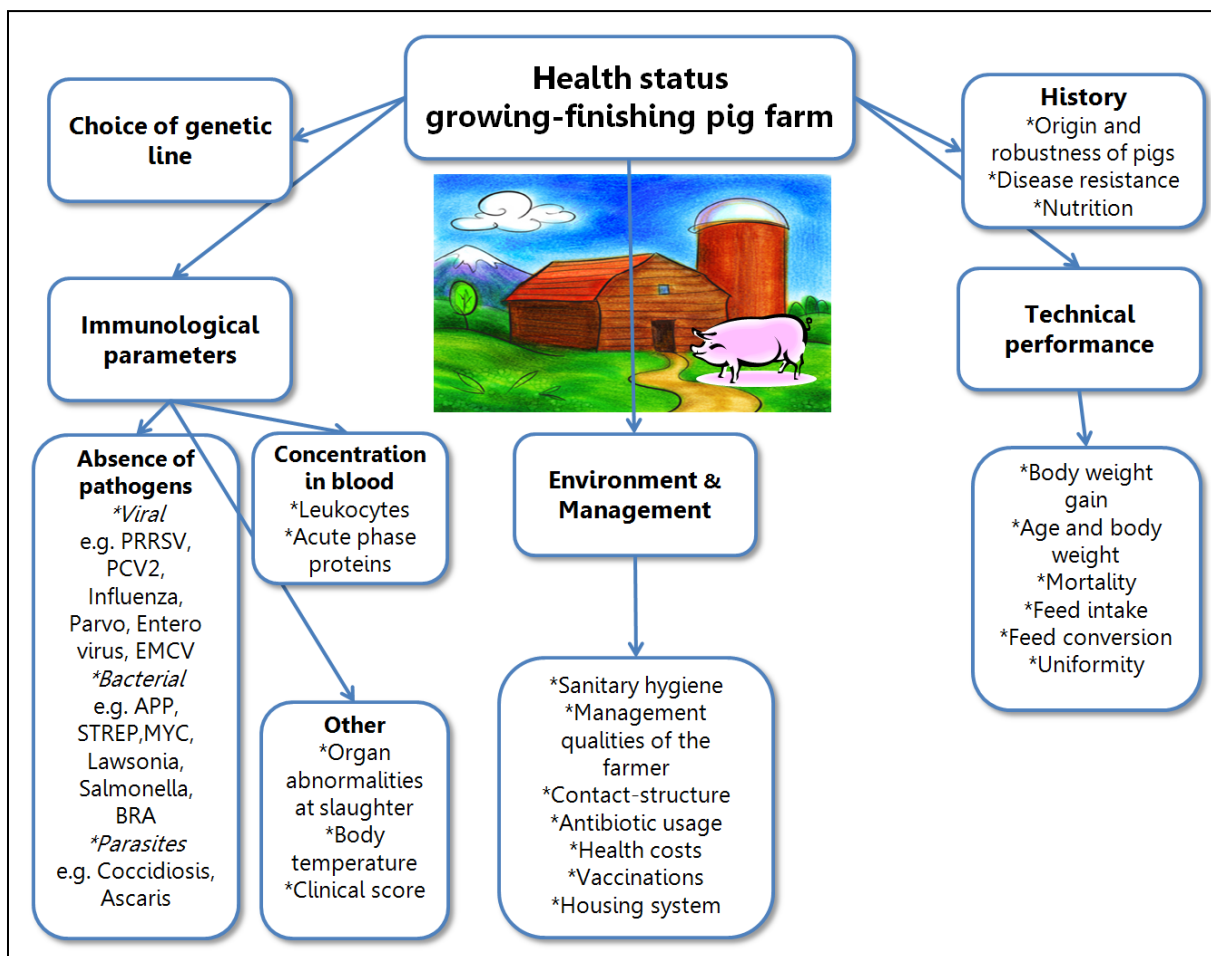 Health status
growing-finishing pig farm
Choice of genetic
line
History
*Origin and
robustness of pigs
*Disease resistance
*Nutrition
Immunological
parameters
Technical
performance
Absence of
pathogens
*Viral
e.g. PRRSV,
PCV2,
Influenza,
Parvo, Entero
virus, EMCV
*Bacterial
e.g. APP,
STREP,MYC,
Lawsonia,
Salmonella,
BRA
*Parasites
e.g. Coccidiosis,
Ascaris
Concentration
in blood
*Leukocytes
*Acute phase
proteins
Other
*Organ
abnormalities
at slaughter
*Body
temperature
*Clinical score
Environment &
Management
*Sanitary hygiene
*Management
qualities of the
farmer
*Contact-structure
*Antibiotic usage
*Health costs
*Vaccinations
*Housing system
*Body weight
gain
*Age and body
weight
*Mortality
*Feed intake
*Feed conversion
*Uniformity